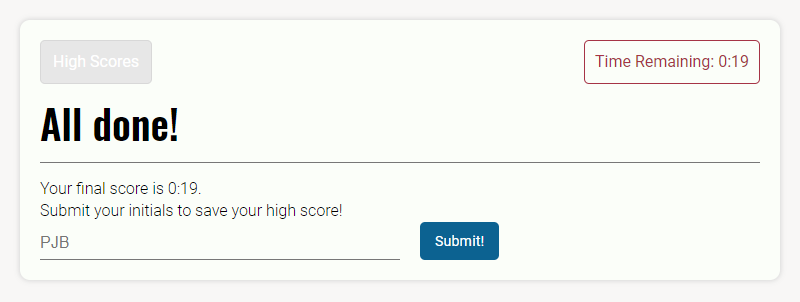 High Scores
Time Remaining: 0:19
All done!
Your final score is 0:19.
Submit your initials to save your high score!
PJB
Submit!